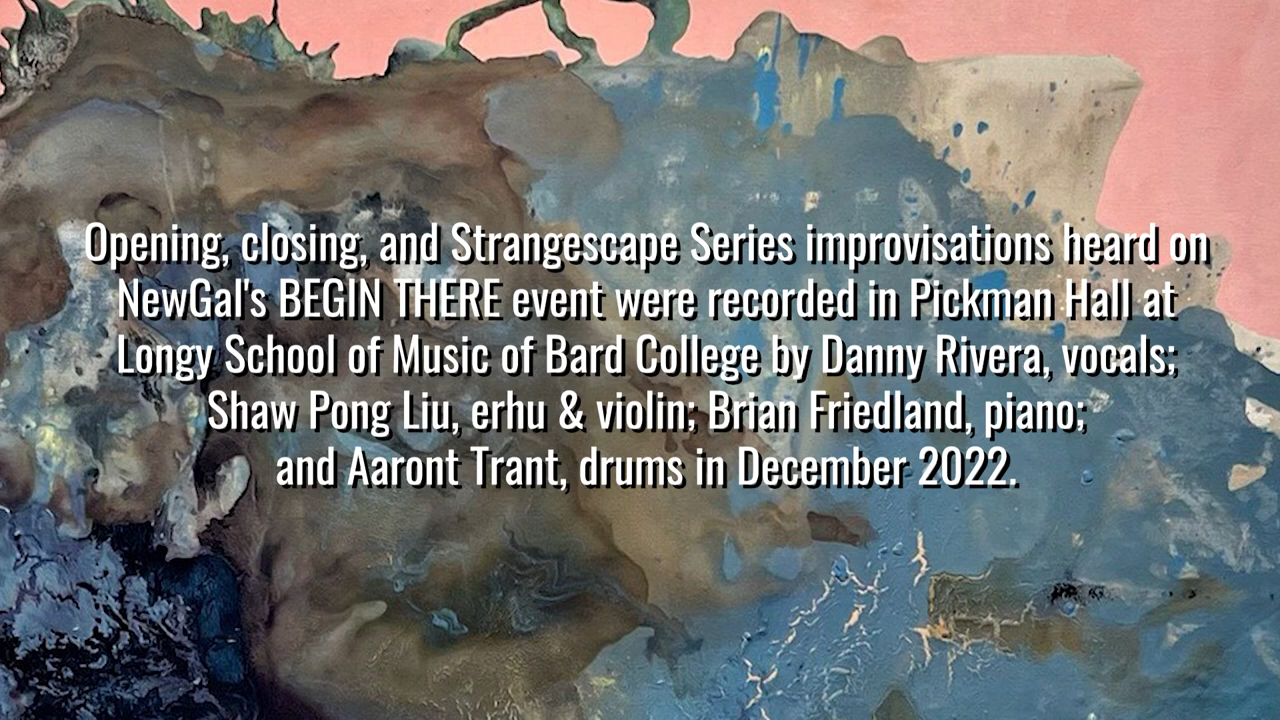 Opening, closing, and Strangescape Series improvisations heard on
NewGal's BEGIN THERE event were recorded in Pickman Hall at
Longy School of Music of Bard College by Danny Rivera, vocals;
Shaw Pong Liu, erhu & violin; Brian Friedland, piano;
and Aaront Trant, drums in December 2022.